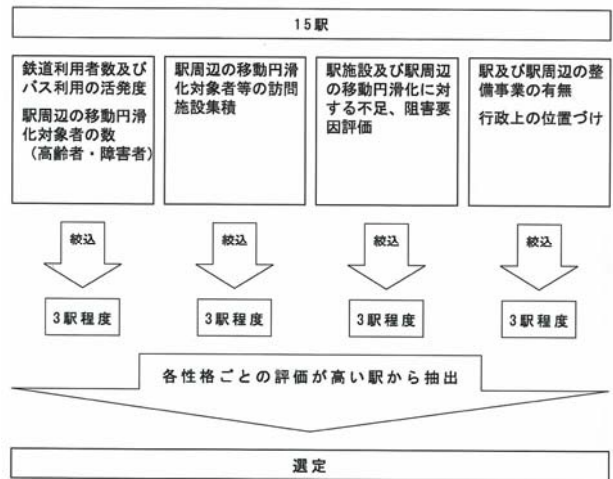 15駅
鉄道利用者数及び
バス利用の活発度
駅周辺の移動円滑
化対象者の数
（高齢者・障害者）
駅周辺の移動円滑
化対象者等の訪問
施設集積
駅施設及び駅周辺
の移動円滑化に対
する不足、阻害要
因評価
駅及び駅周辺の整
備事業の有無
行政上の位置づけ
絞込
絞込
絞込
絞込
3駅程度
3駅程度
3駅程度
3駅程度
各性格ごとの評価が高い駅から抽出
選定